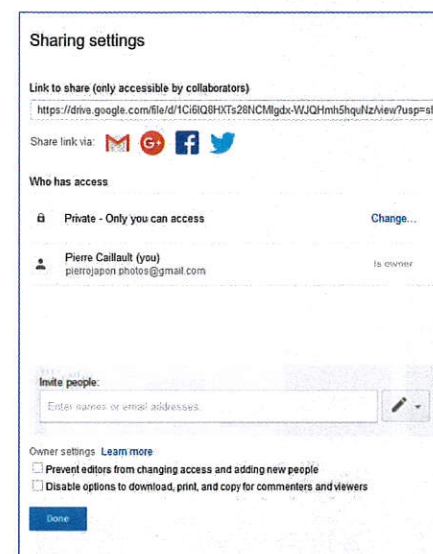 Sharing settings
Link to share (only accessible by collaborators)
https://drive.google.com/file/d/1Ci6IQ8HXTs28NCMlgdx-WJQHmh5hquNz/view?usp=sl
Share link via: G+
Who has access
Private - Only you can access Change...
Pierre Caillault (you)
pierrojapon.photos@gmail.com Is owner
Invite people:
Enter names or email addresses...
Owner settings Learn more
Prevent editors from changing access and adding new people
Disable options to download, print, and copy for commenters and viewers
Done